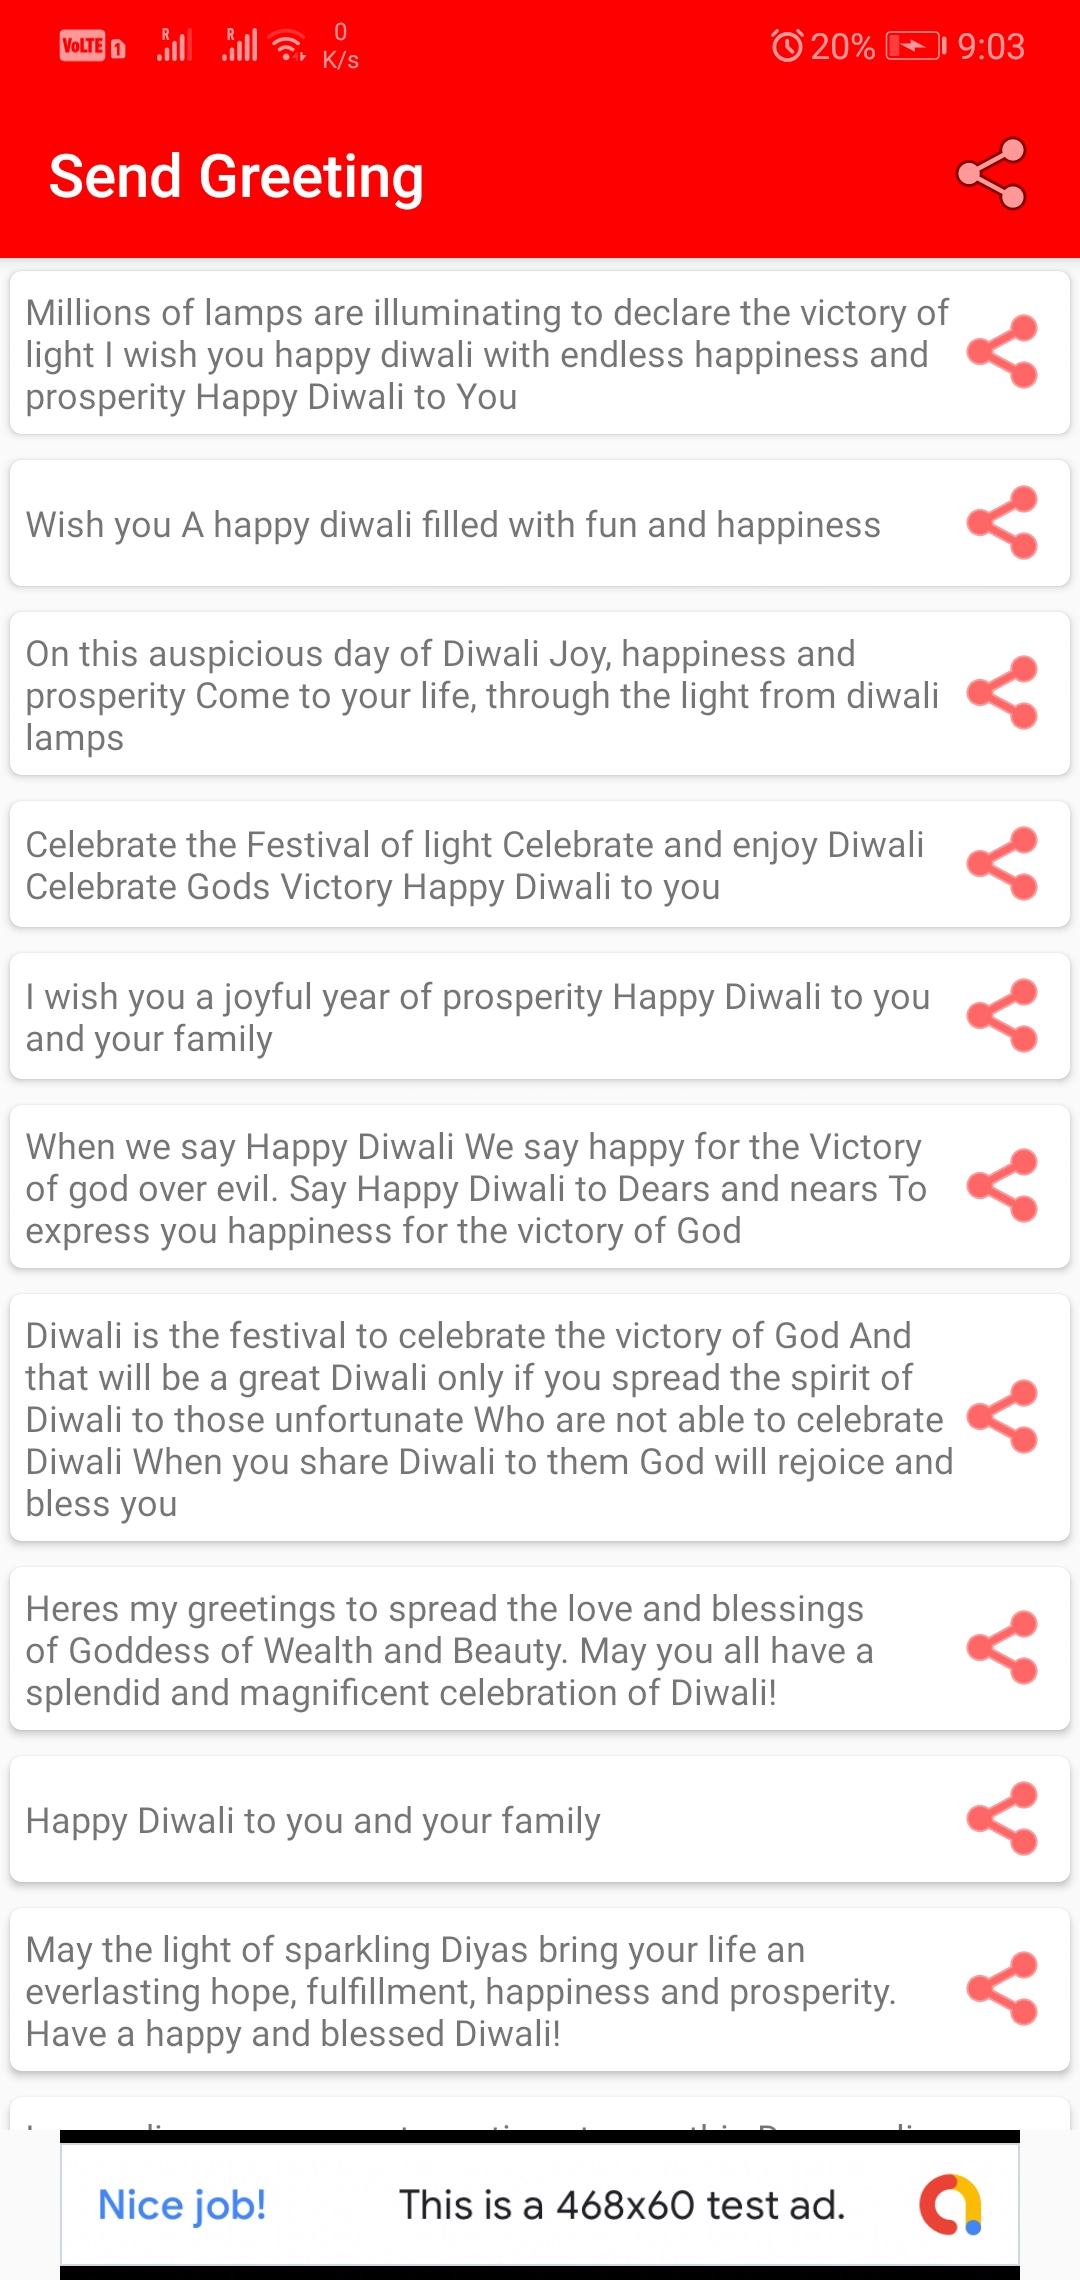 VoLTE 1 R R 0 K/s 20% 9:03
Send Greeting
Millions of lamps are illuminating to declare the victory of
light I wish you happy diwali with endless happiness and
prosperity Happy Diwali to You
Wish you A happy diwali filled with fun and happiness
On this auspicious day of Diwali Joy, happiness and
prosperity Come to your life, through the light from diwali
lamps
Celebrate the Festival of light Celebrate and enjoy Diwali
Celebrate Gods Victory Happy Diwali to you
I wish you a joyful year of prosperity Happy Diwali to you
and your family
When we say Happy Diwali We say happy for the Victory
of god over evil. Say Happy Diwali to Dears and nears To
express you happiness for the victory of God
Diwali is the festival to celebrate the victory of God And
that will be a great Diwali only if you spread the spirit of
Diwali to those unfortunate Who are not able to celebrate
Diwali When you share Diwali to them God will rejoice and
bless you
Heres my greetings to spread the love and blessings
of Goddess of Wealth and Beauty. May you all have a
splendid and magnificent celebration of Diwali!
Happy Diwali to you and your family
May the light of sparkling Diyas bring your life an
everlasting hope, fulfillment, happiness and prosperity.
Have a happy and blessed Diwali!
Nice job! This is a 468x60 test ad.